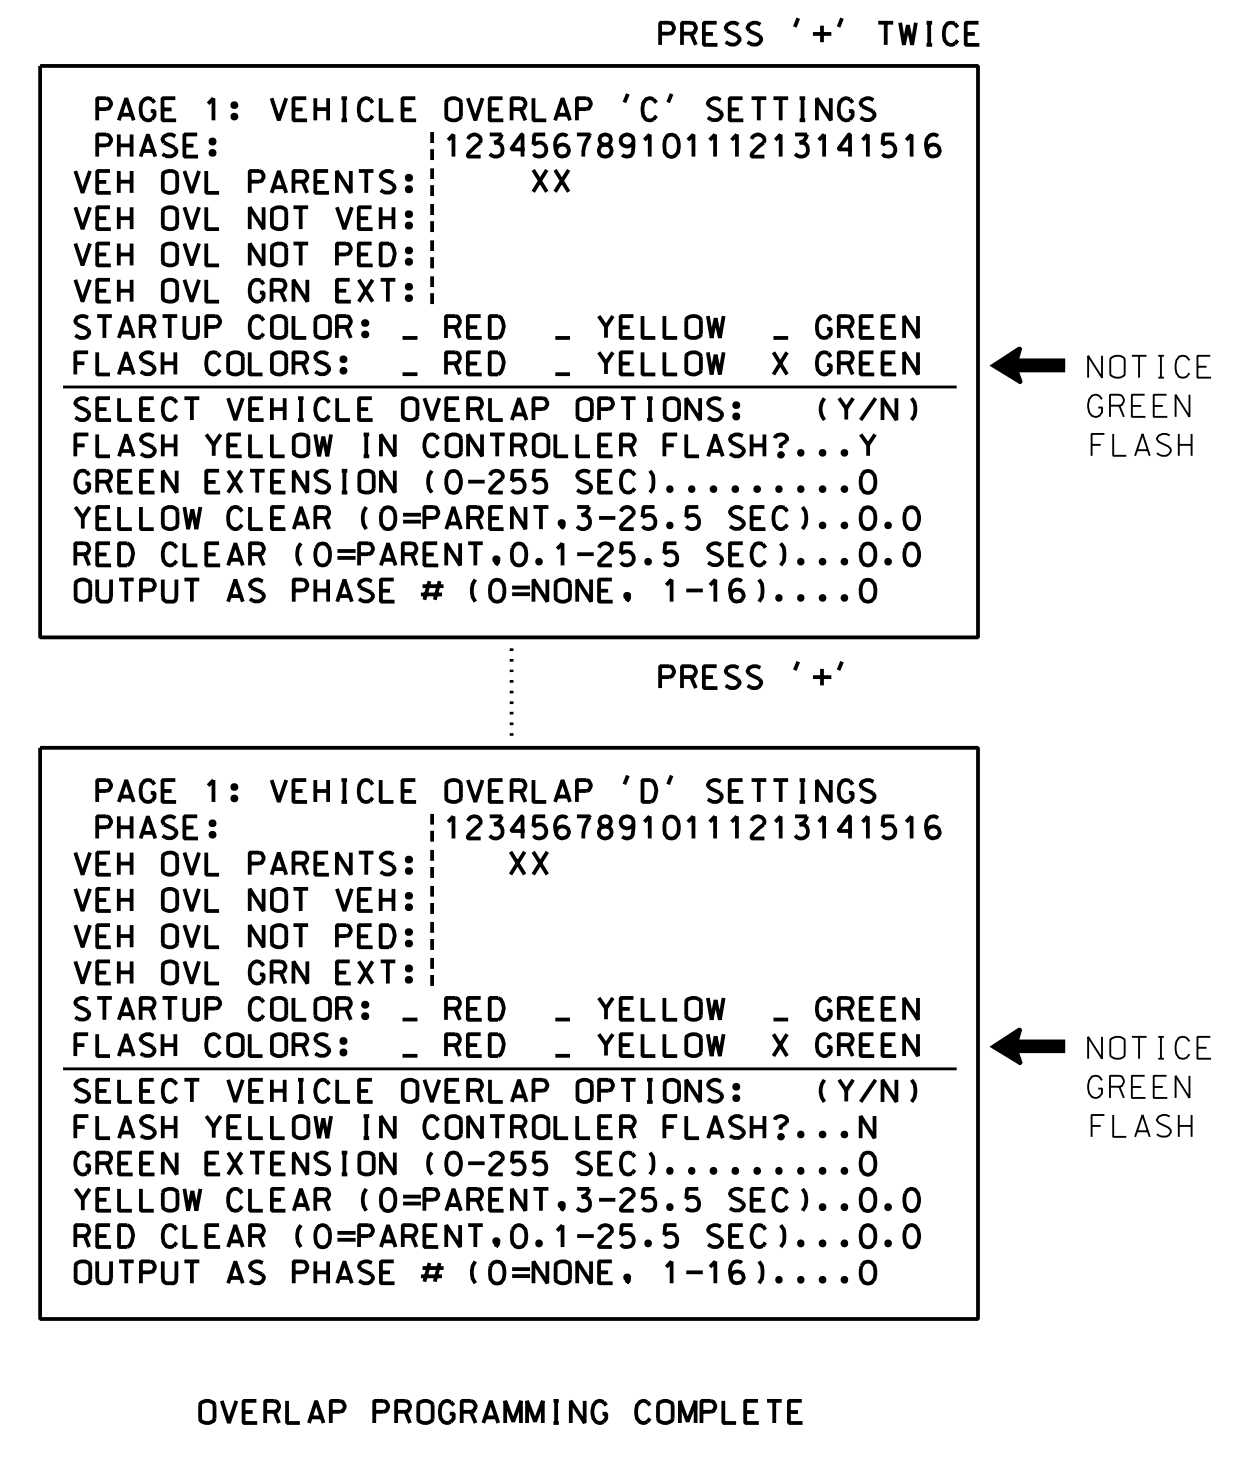 PRESS '+' TWICE
PAGE 1: VEHICLE OVERLAP 'C' SETTINGS
PHASE: 12345678910111213141516
VEH OVL PARENTS: XX
VEH OVL NOT VEH:
VEH OVL NOT PED:
VEH OVL GRN EXT:
STARTUP COLOR: _ RED _ YELLOW _ GREEN
FLASH COLORS: _ RED _ YELLOW X GREEN
NOTICE
GREEN
FLASH
SELECT VEHICLE OVERLAP OPTIONS: (Y/N)
FLASH YELLOW IN CONTROLLER FLASH?...Y
GREEN EXTENSION (0-255 SEC).........0
YELLOW CLEAR (0=PARENT,3-25.5 SEC)..0.0
RED CLEAR (0=PARENT,0.1-25.5 SEC)...0.0
OUTPUT AS PHASE # (0=NONE, 1-16)....0
PRESS '+'
PAGE 1: VEHICLE OVERLAP 'D' SETTINGS
PHASE: 12345678910111213141516
VEH OVL PARENTS: XX
VEH OVL NOT VEH:
VEH OVL NOT PED:
VEH OVL GRN EXT:
STARTUP COLOR: _ RED _ YELLOW _ GREEN
FLASH COLORS: _ RED _ YELLOW X GREEN
NOTICE
GREEN
FLASH
SELECT VEHICLE OVERLAP OPTIONS: (Y/N)
FLASH YELLOW IN CONTROLLER FLASH?...N
GREEN EXTENSION (0-255 SEC).........0
YELLOW CLEAR (0=PARENT,3-25.5 SEC)..0.0
RED CLEAR (0=PARENT,0.1-25.5 SEC)...0.0
OUTPUT AS PHASE # (0=NONE, 1-16)....0
OVERLAP PROGRAMMING COMPLETE